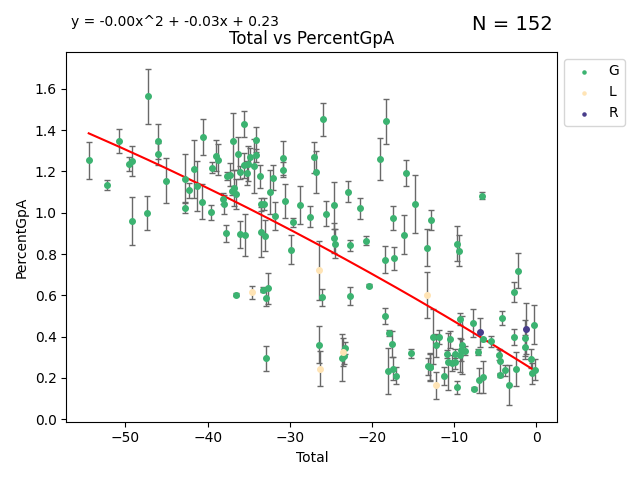 y = -0.00x^2 + -0.03x + 0.23
N = 152
Total vs PercentGpA
G
L
R
PercentGpA
1.6
1.4
1.2
1.0
0.8
0.6
0.4
0.2
0.0
−50 −40 −30 −20 −10 0
Total